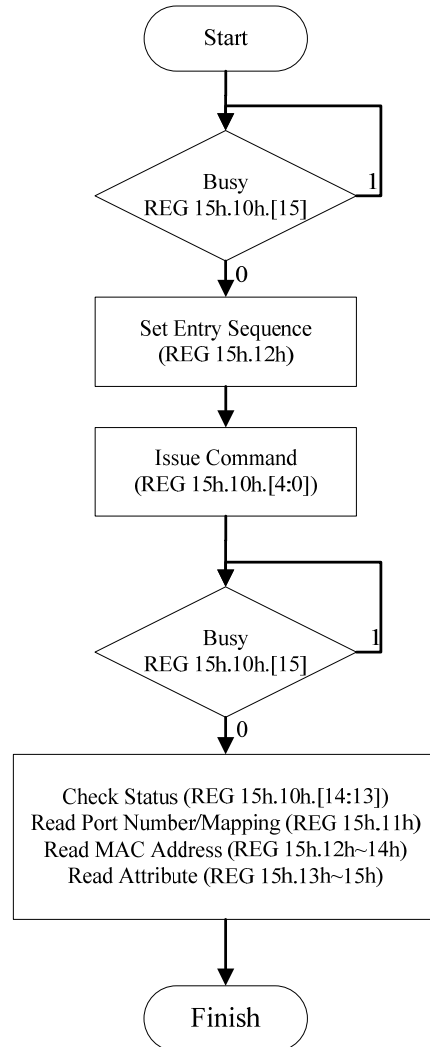 Start
Busy
REG 15h.10h.[15]
1
0
Set Entry Sequence
(REG 15h.12h)
Issue Command
(REG 15h.10h.[4:0])
Busy
REG 15h.10h.[15]
1
0
Check Status (REG 15h.10h.[14:13])
Read Port Number/Mapping (REG 15h.11h)
Read MAC Address (REG 15h.12h~14h)
Read Attribute (REG 15h.13h~15h)
Finish